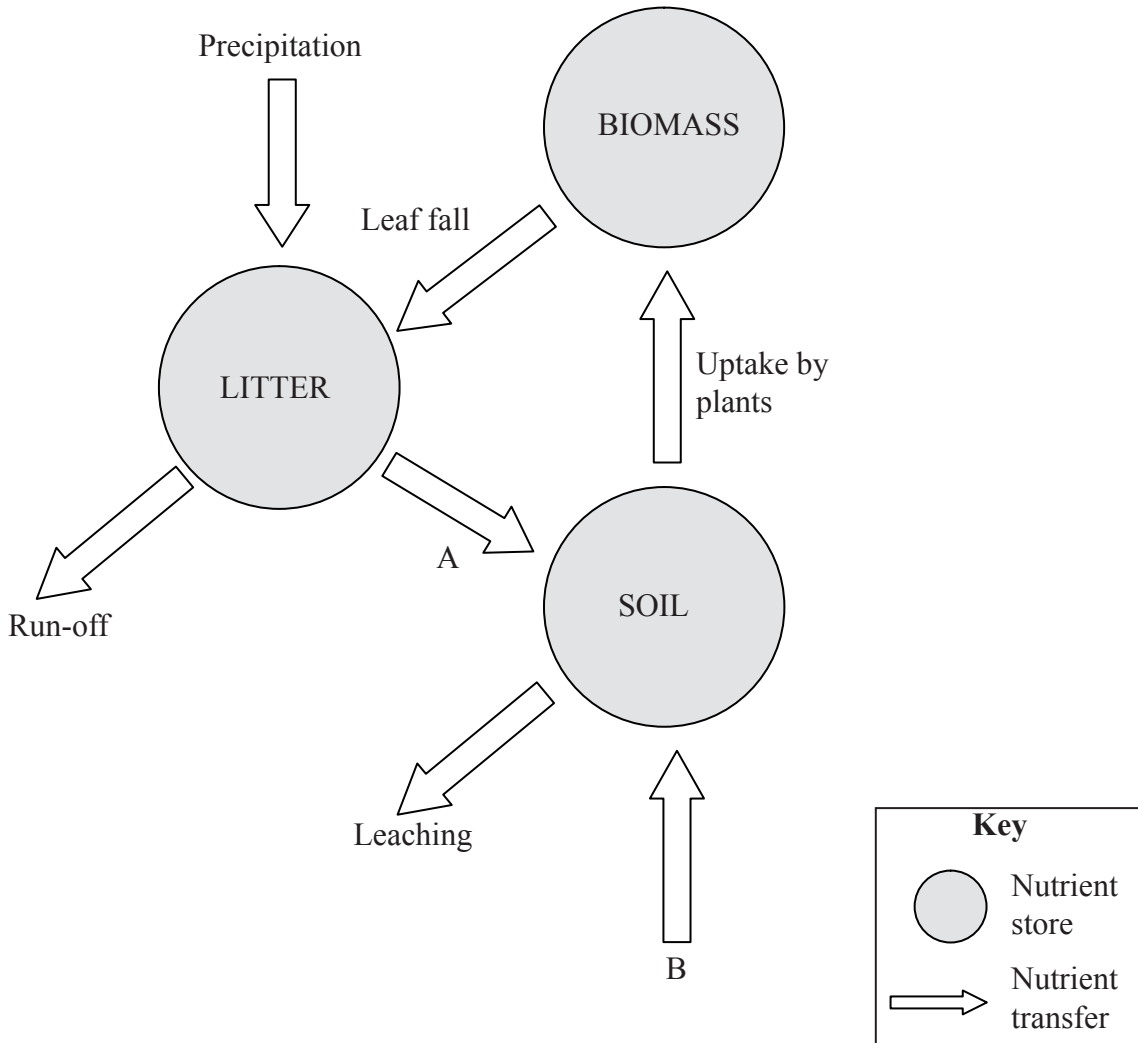 Precipitation
BIOMASS
Leaf fall
LITTER
Uptake by
plants
A
SOIL
Run-off
Leaching
B
Key
Nutrient
store
Nutrient
transfer